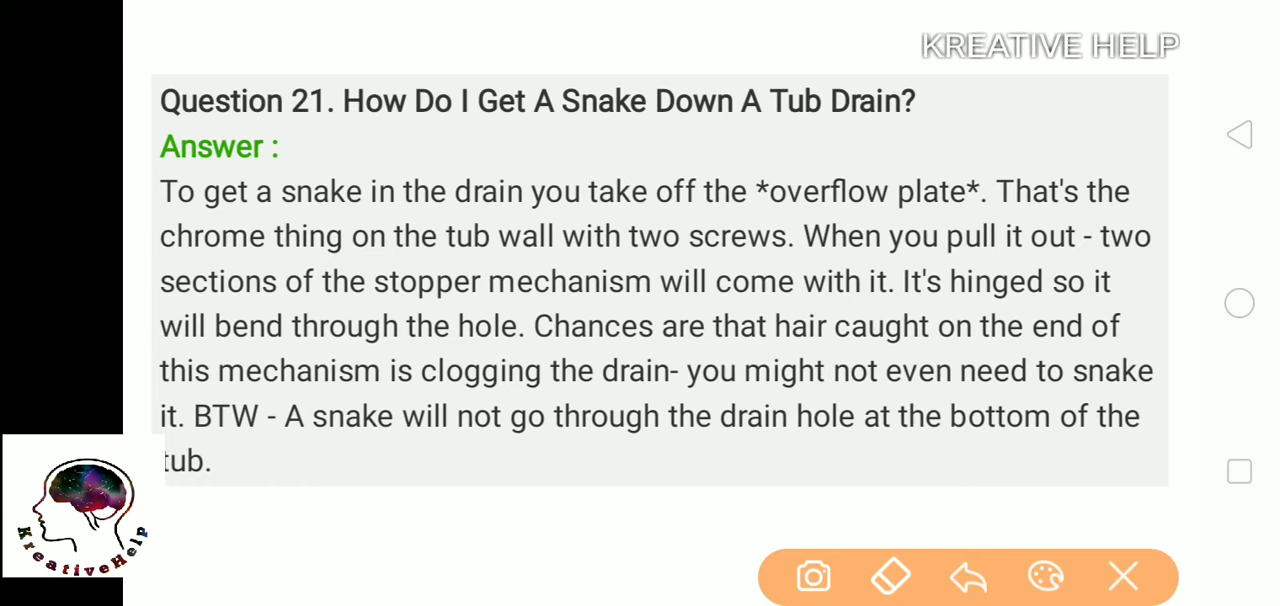 KREATIVE HELP
Question 21. How Do I Get A Snake Down A Tub Drain?
Answer :
To get a snake in the drain you take off the *overflow plate*. That's the
chrome thing on the tub wall with two screws. When you pull it out - two
sections of the stopper mechanism will come with it. It's hinged so it
will bend through the hole. Chances are that hair caught on the end of
this mechanism is clogging the drain- you might not even need to snake
it. BTW - A snake will not go through the drain hole at the bottom of the
tub.
KreativeHelp